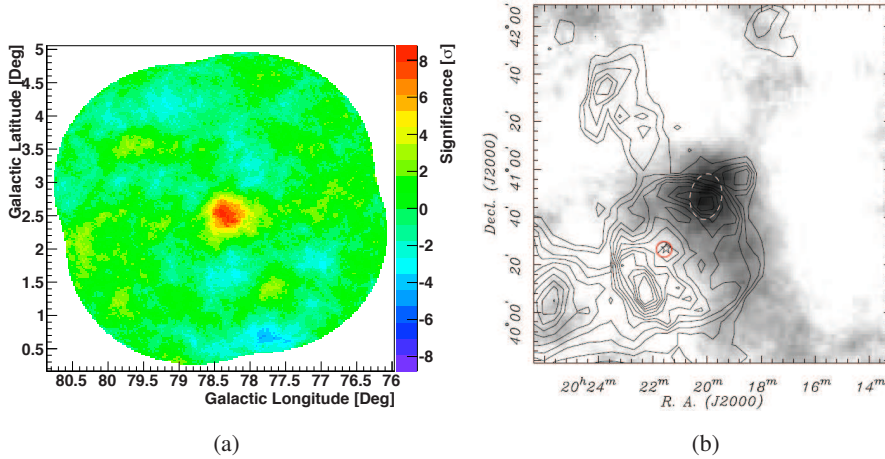 Galactic Latitude [Deg]
5
4.5
4
3.5
3
2.5
2
1.5
1
0.5
80.5 80 79.5 79 78.5 78 77.5 77 76.5 76
Galactic Longitude [Deg]
Significance [σ]
8
6
4
2
0
-2
-4
-6
-8
(a)
Decl. (J2000)
42°00'
40'
20'
41°00'
40'
20'
40°00'
20ʰ24ᵐ 22ᵐ 20ᵐ 18ᵐ 16ᵐ 14ᵐ
R. A. (J2000)
(b)